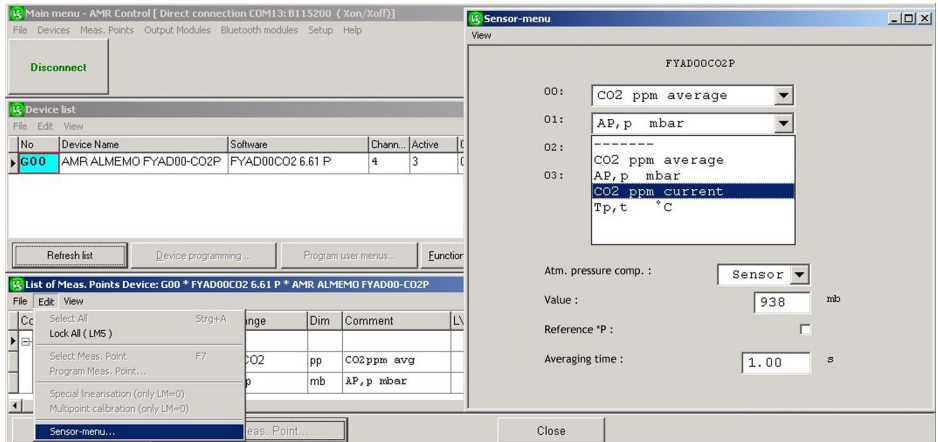 Main menu - AMR Control [ Direct connection COM13: B115200 ( Xon/Xoff)]
File Devices Meas. Points Output Modules Bluetooth modules Setup Help
Disconnect
Device list
File Edit View
No Device Name Software Chann... Active
G00 AMR ALMEMO FYAD00-CO2P FYAD00CO2 6.61 P 4 3
Refresh list Device programming ... Program user menus...
List of Meas. Points Device: G00 * FYAD00CO2 6.61 P * AMR ALMEMO FYAD00-CO2P
File Edit View
Dim Comment
Select All Strg+A
Lock All ( LM5 )
Select Meas. Point F7
Program Meas. Point...
pp CO2ppm avg
mb AP,p mbar
Special linearisation (only LM=0)
Multipoint calibration (only LM=0)
Sensor-menu...
Point...
Sensor-menu
View
FYAD00CO2P
00: CO2 ppm average
01: AP,p mbar
02: -------
CO2 ppm average
03: AP,p mbar
CO2 ppm current
Tp,t °C
Atm. pressure comp. : Sensor
Value : 938 mb
Reference *P :
Averaging time : 1.00 s
Close